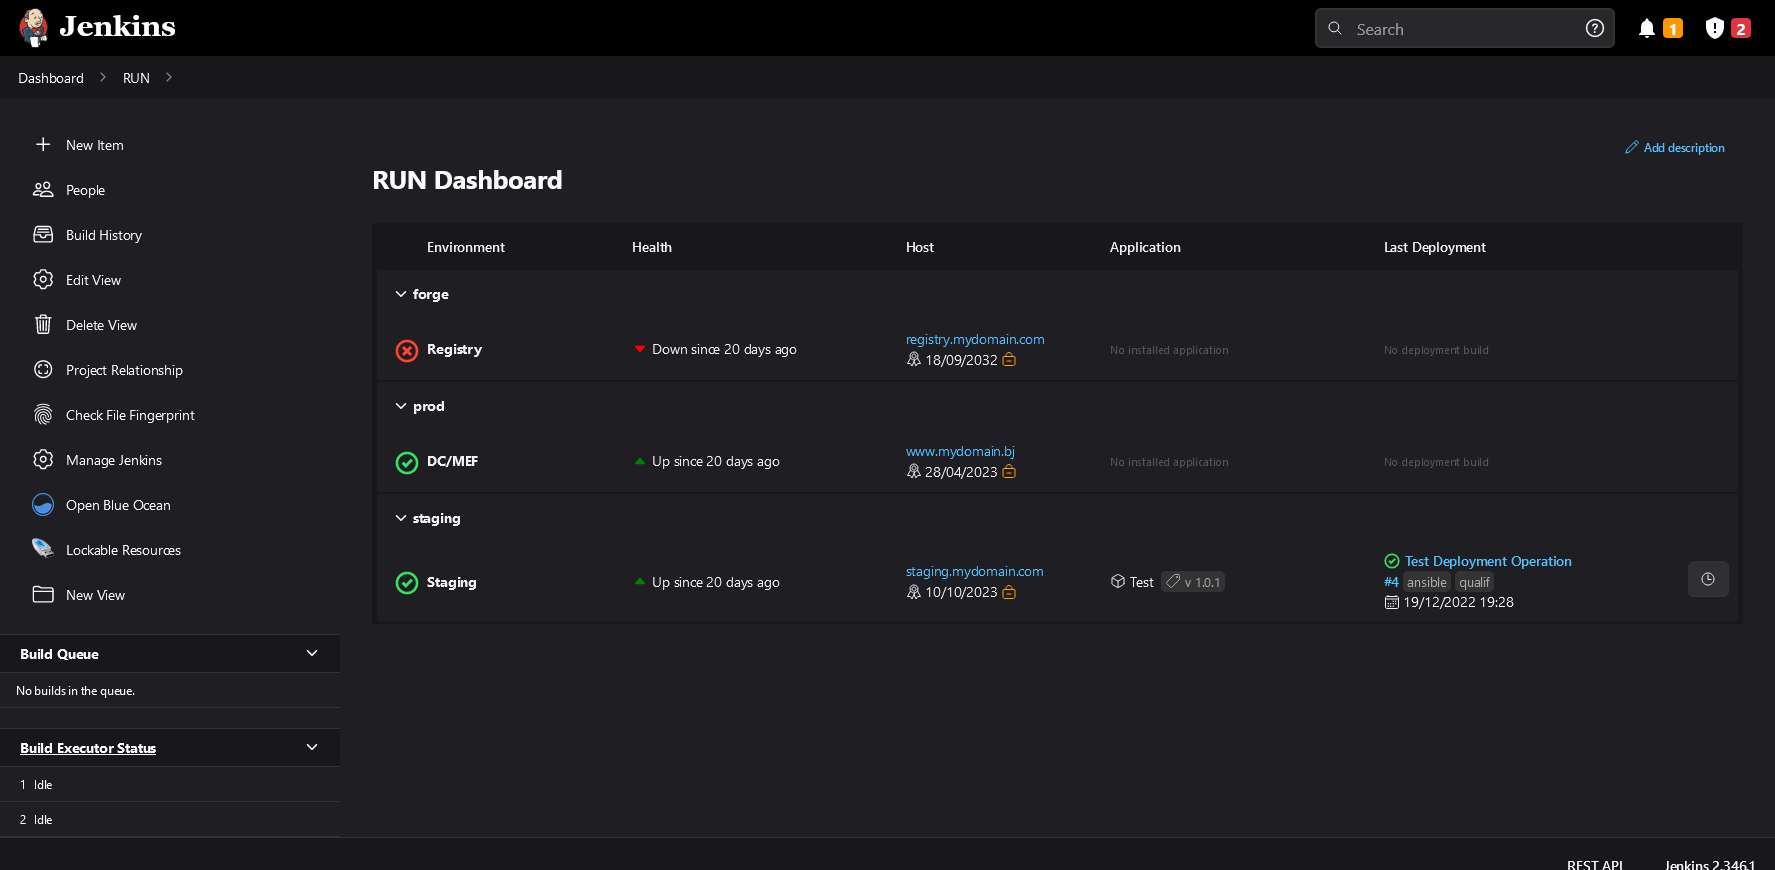 Jenkins
Search
1
2
Dashboard
RUN
New Item
People
Build History
Edit View
Delete View
Project Relationship
Check File Fingerprint
Manage Jenkins
Open Blue Ocean
Lockable Resources
New View
Build Queue
No builds in the queue.
Build Executor Status
1 Idle
2 Idle
Add description
RUN Dashboard
Environment Health Host Application Last Deployment
forge
Registry Down since 20 days ago registry.mydomain.com No installed application No deployment build
18/09/2032
prod
DC/MEF Up since 20 days ago www.mydomain.bj No installed application No deployment build
28/04/2023
staging
Staging Up since 20 days ago staging.mydomain.com Test v 1.0.1 Test Deployment Operation
10/10/2023 #4 ansible qualif
19/12/2022 19:28
REST API Jenkins 2.346.1